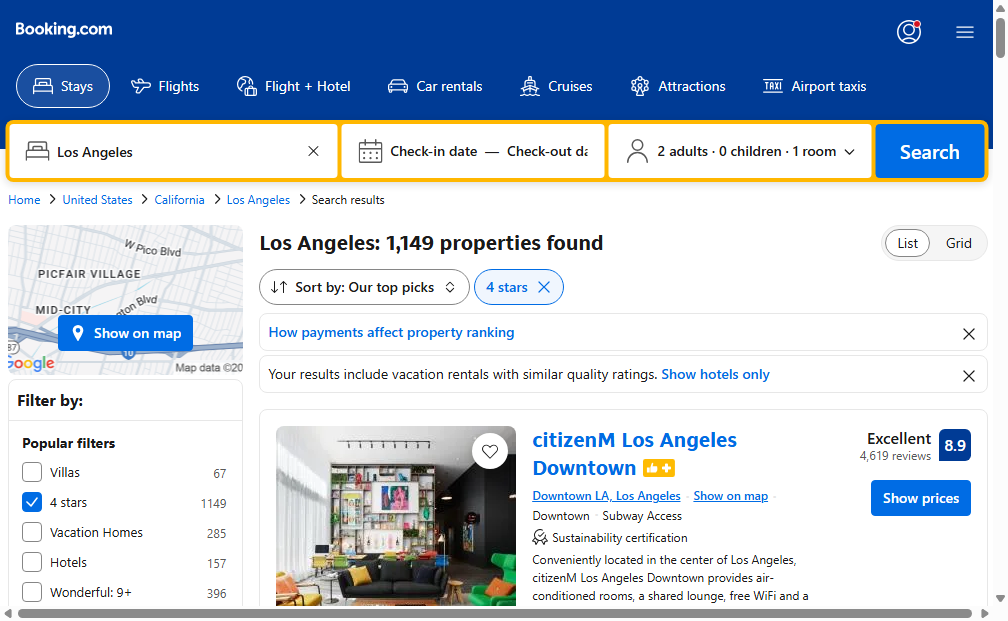 Booking.com
Stays
Flights
Flight + Hotel
Car rentals
Cruises
Attractions
TAXI
Airport taxis
Los Angeles
Check-in date — Check-out da
2 adults · 0 children · 1 room
Search
Home > United States > California > Los Angeles > Search results
W Pico Blvd
PICFAIR VILLAGE
MID-CITY
gton Blvd
Show on map
10
Google
Map data ©20
Los Angeles: 1,149 properties found
List
Grid
Sort by: Our top picks
4 stars
How payments affect property ranking
Your results include vacation rentals with similar quality ratings. Show hotels only
Filter by:
Popular filters
Villas 67
4 stars 1149
Vacation Homes 285
Hotels 157
Wonderful: 9+ 396
citizenM Los Angeles
Downtown
Excellent
4,619 reviews
8.9
Downtown LA, Los Angeles · Show on map ·
Downtown · Subway Access
Show prices
Sustainability certification
Conveniently located in the center of Los Angeles,
citizenM Los Angeles Downtown provides air-
conditioned rooms, a shared lounge, free WiFi and a